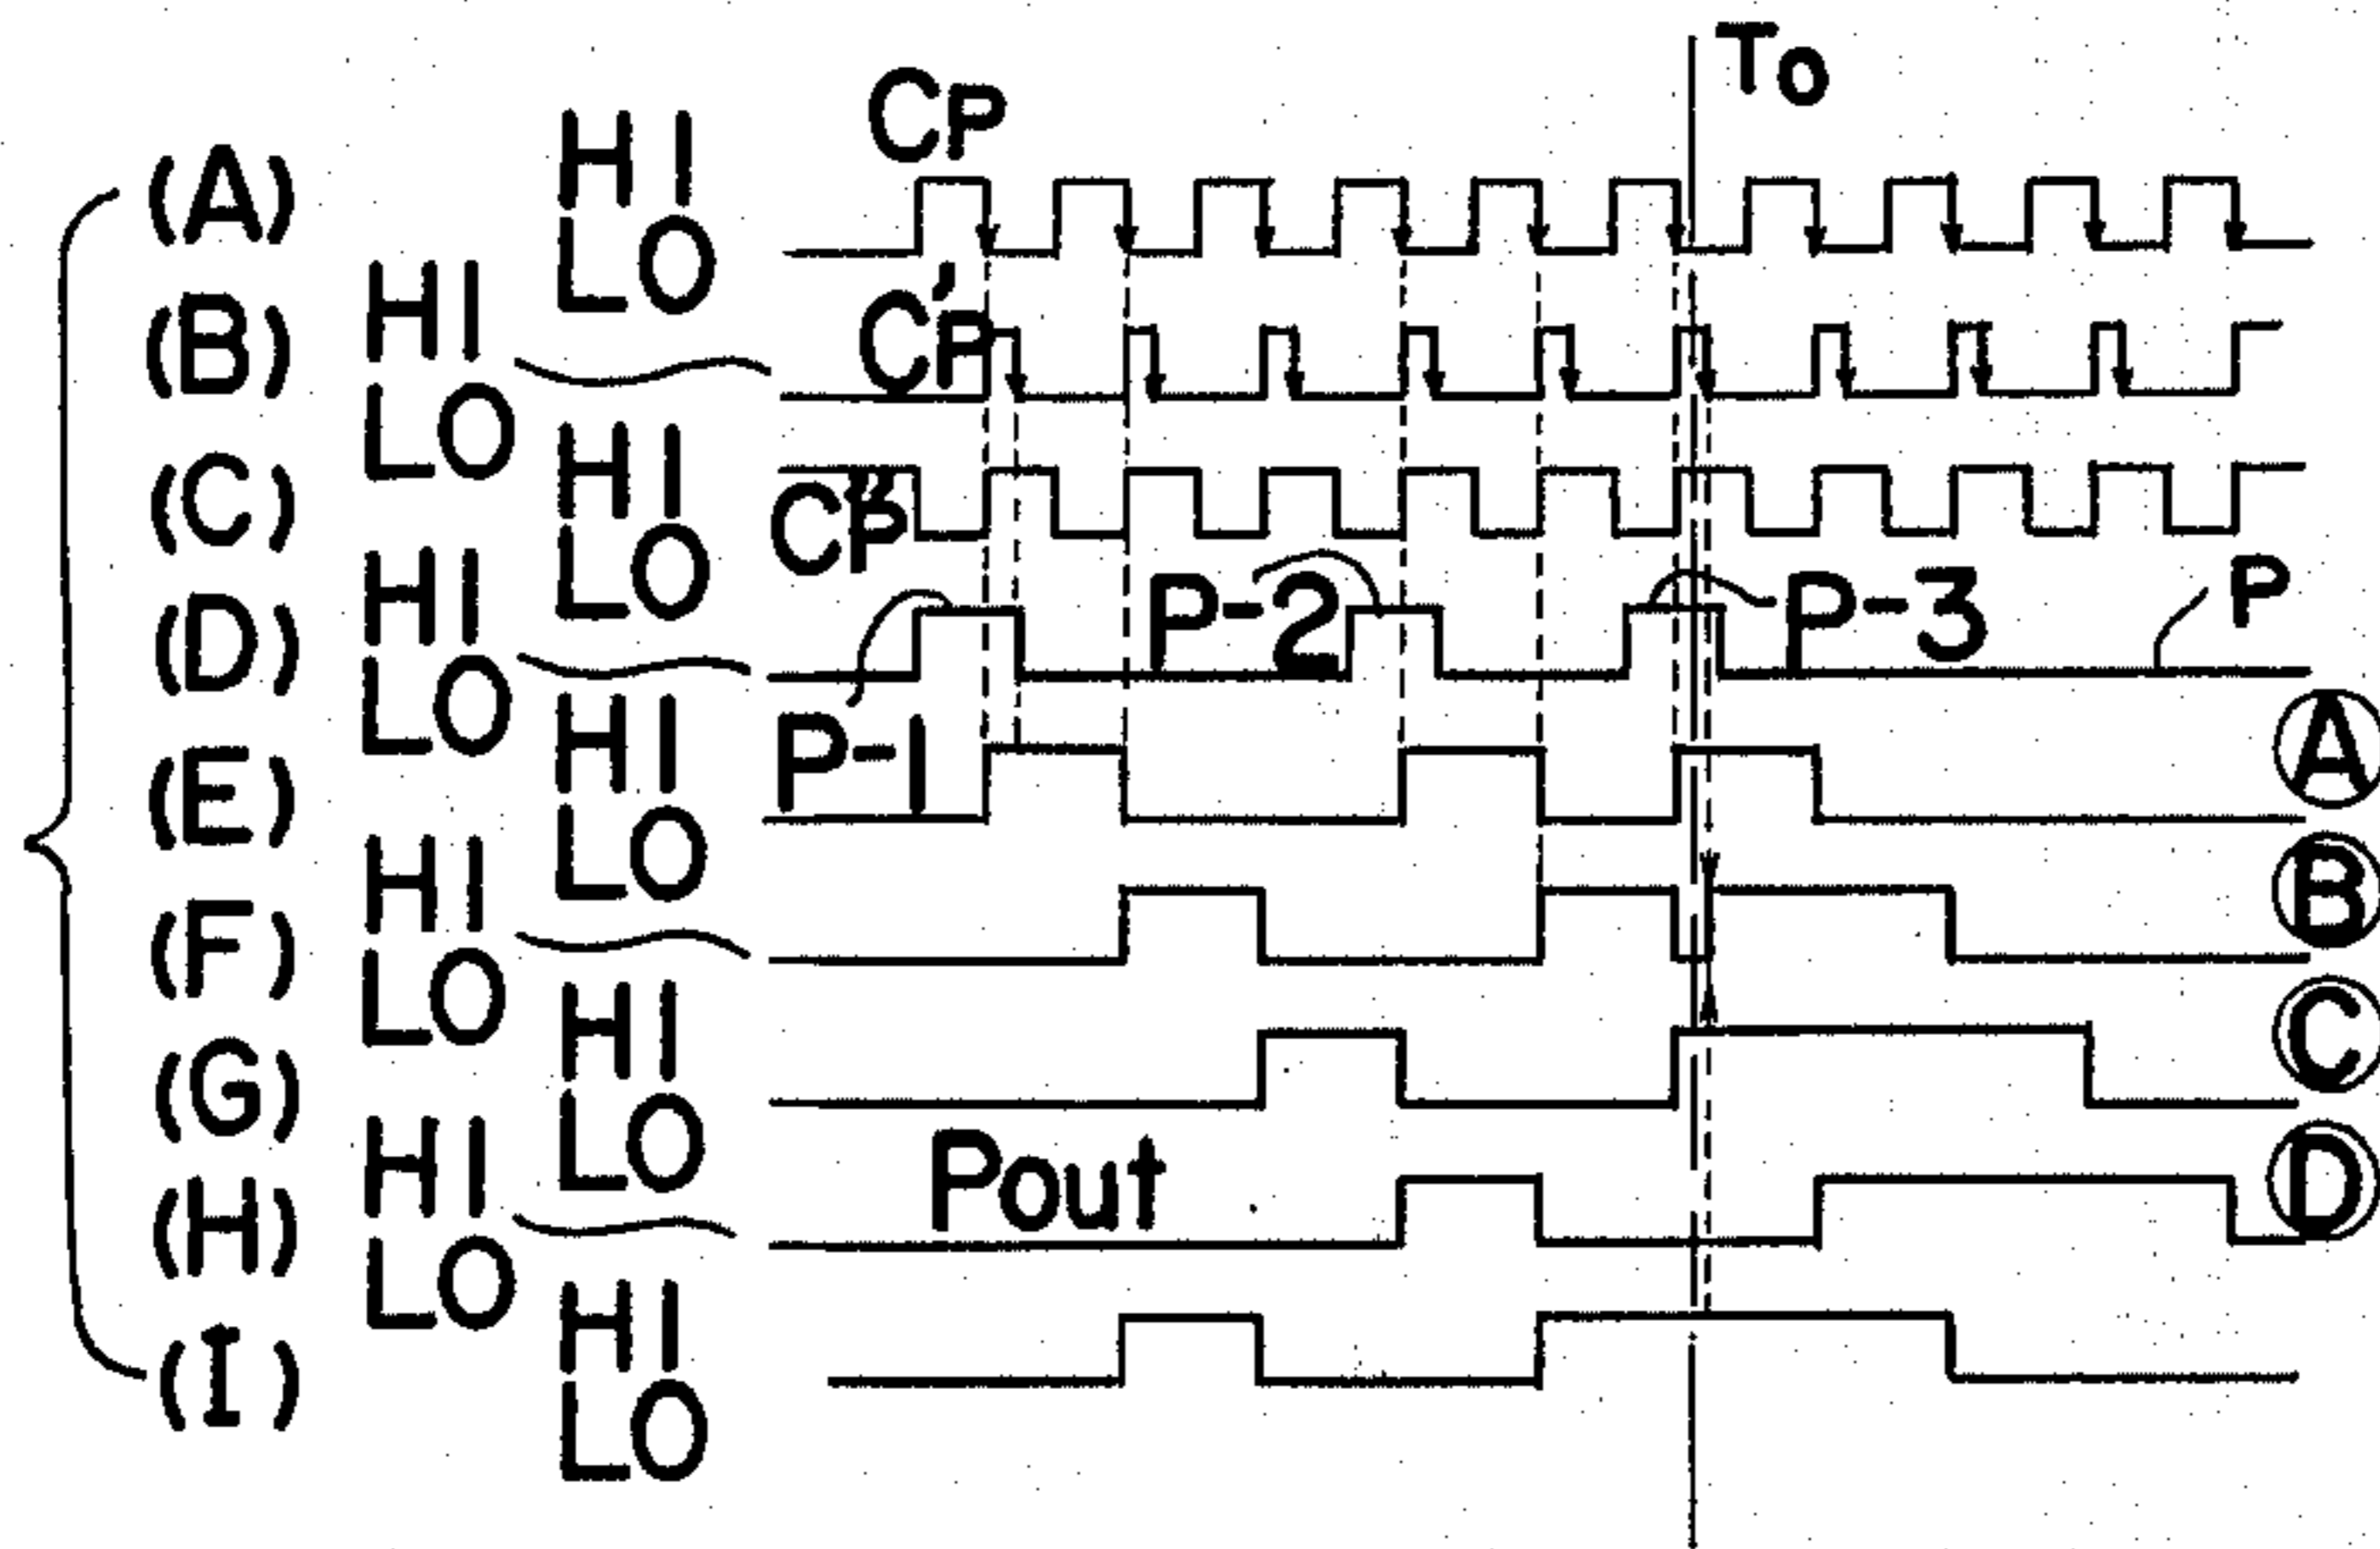 To
CP
(A) HI
LO
C'P
(B) HI
LO
CP"
(C) HI
LO
P-1 P-2 P-3 P
(D) HI
LO
(E) HI
LO
A
(F) HI
LO
B
(G) HI
LO
C
Pout
(H) HI
LO
D
(I) HI
LO